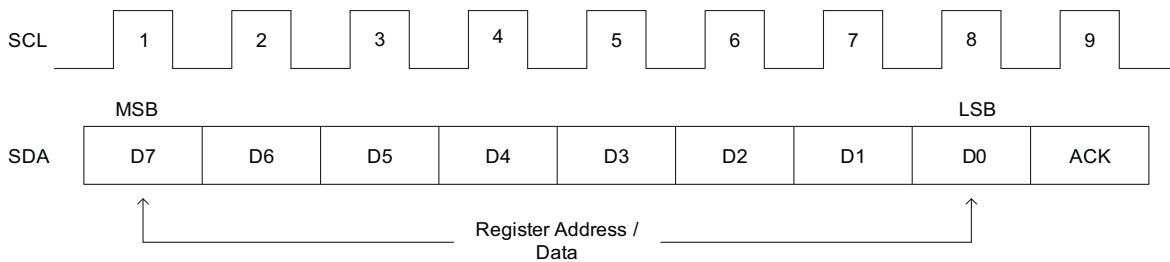 SCL 1 2 3 4 5 6 7 8 9
MSB LSB
SDA D7 D6 D5 D4 D3 D2 D1 D0 ACK
Register Address /
Data